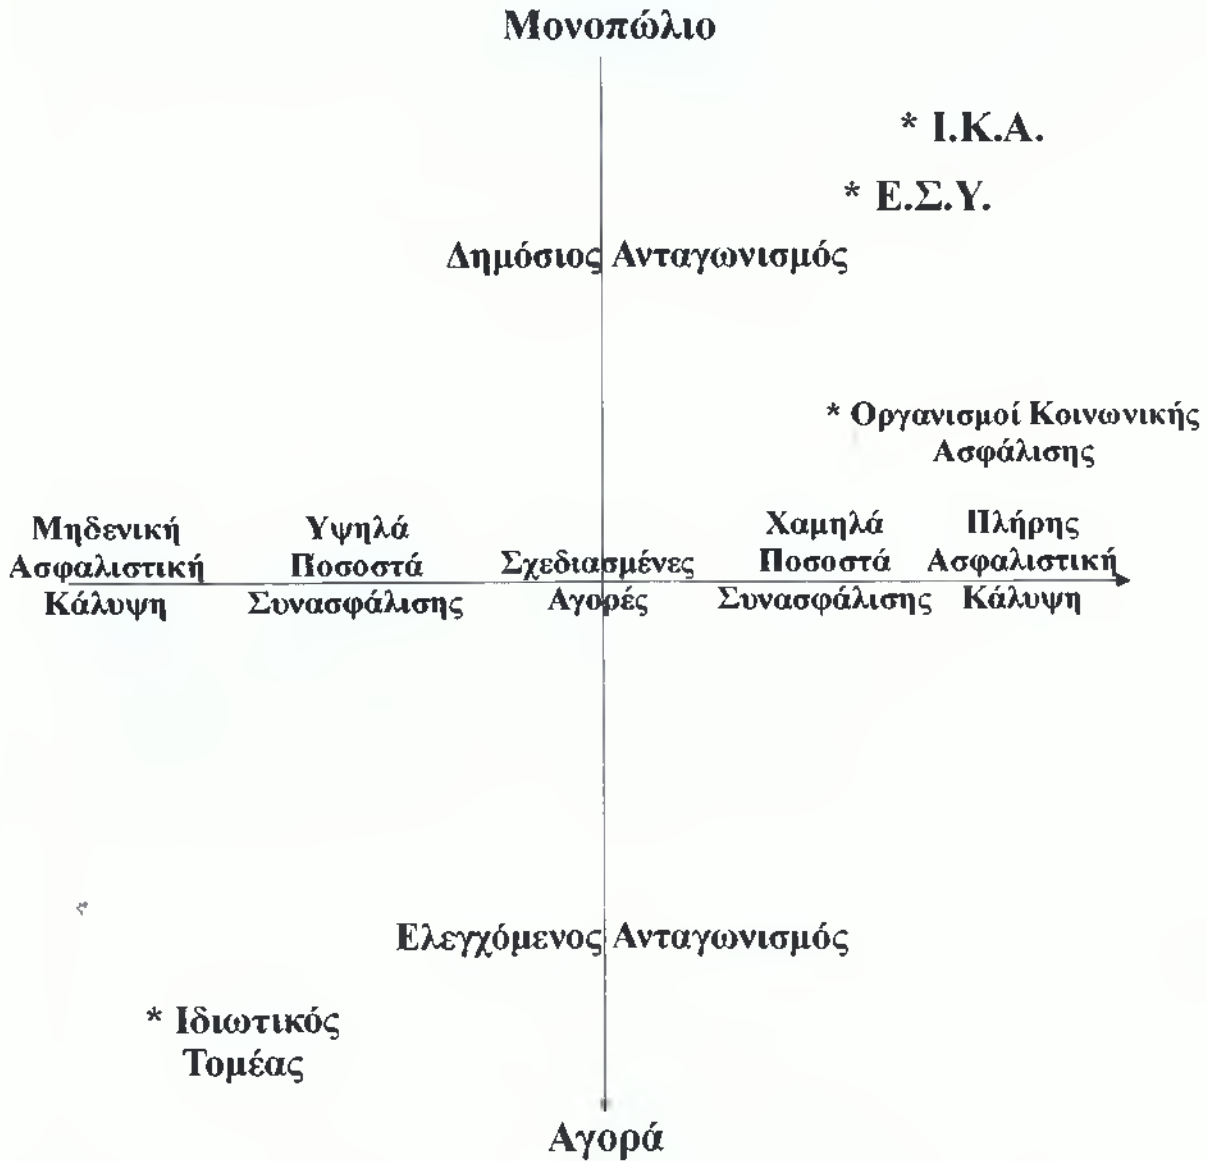 Μονοπώλιο
* Ι.Κ.Α.
* Ε.Σ.Υ.
Δημόσιος Ανταγωνισμός
* Οργανισμοί Κοινωνικής
Ασφάλισης
Μηδενική
Ασφαλιστική
Κάλυψη
Υψηλά
Ποσοστά
Συνασφάλισης
Σχεδιασμένες
Αγορές
Χαμηλά
Ποσοστά
Συνασφάλισης
Πλήρης
Ασφαλιστική
Κάλυψη
Ελεγχόμενος Ανταγωνισμός
* Ιδιωτικός
Τομέας
Αγορά